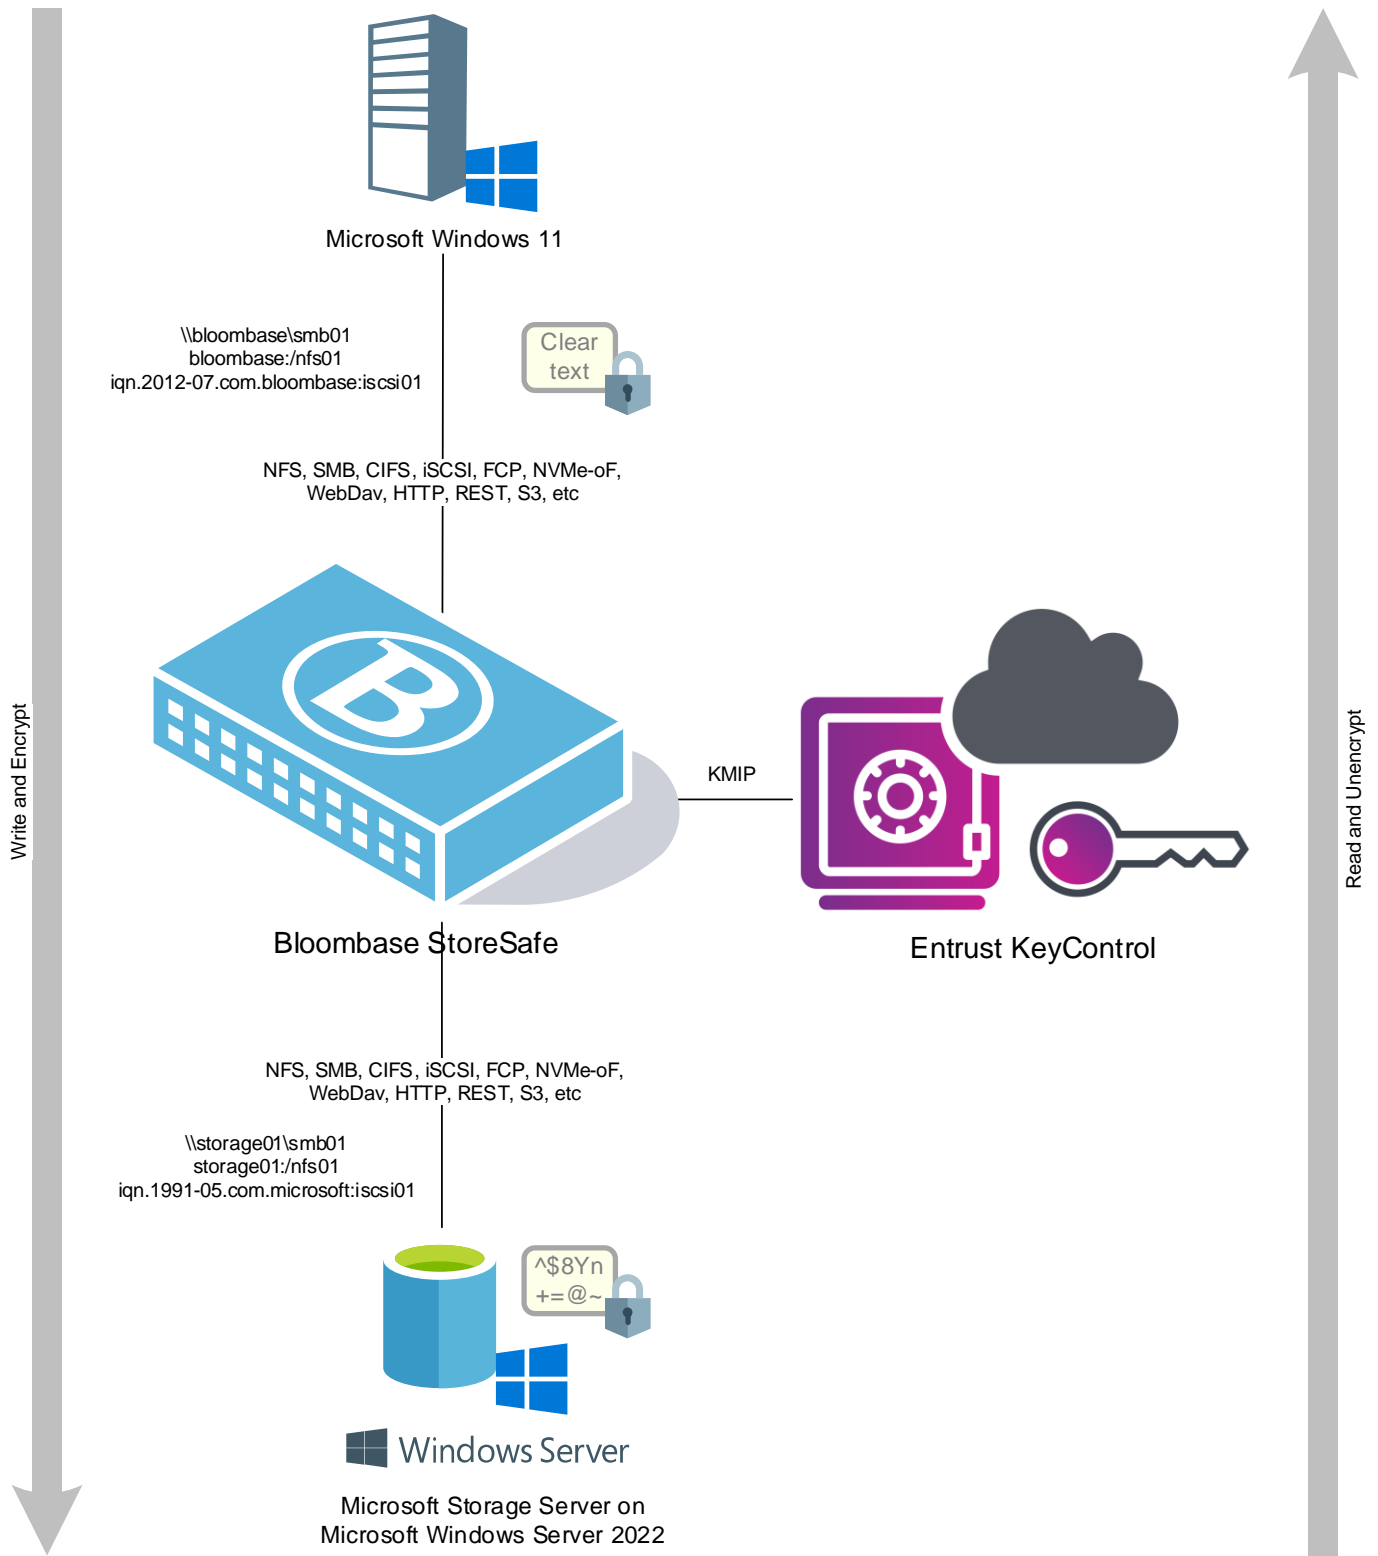 Microsoft Windows 11
\\bloombase\smb01
bloombase:/nfs01
iqn.2012-07.com.bloombase:iscsi01
Clear
text
NFS, SMB, CIFS, iSCSI, FCP, NVMe-oF,
WebDav, HTTP, REST, S3, etc
B
Write and Encrypt
KMIP
Read and Unencrypt
Bloombase StoreSafe
Entrust KeyControl
NFS, SMB, CIFS, iSCSI, FCP, NVMe-oF,
WebDav, HTTP, REST, S3, etc
\\storage01\smb01
storage01:/nfs01
iqn.1991-05.com.microsoft:iscsi01
^$8Yn
+=@~
Windows Server
Microsoft Storage Server on
Microsoft Windows Server 2022